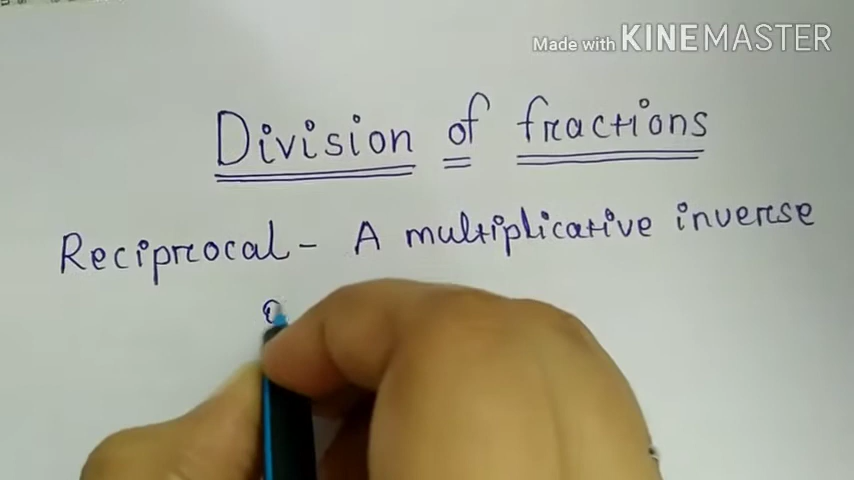 Made with KINEMASTER
Division of fractions
Reciprocal - A multiplicative inverse